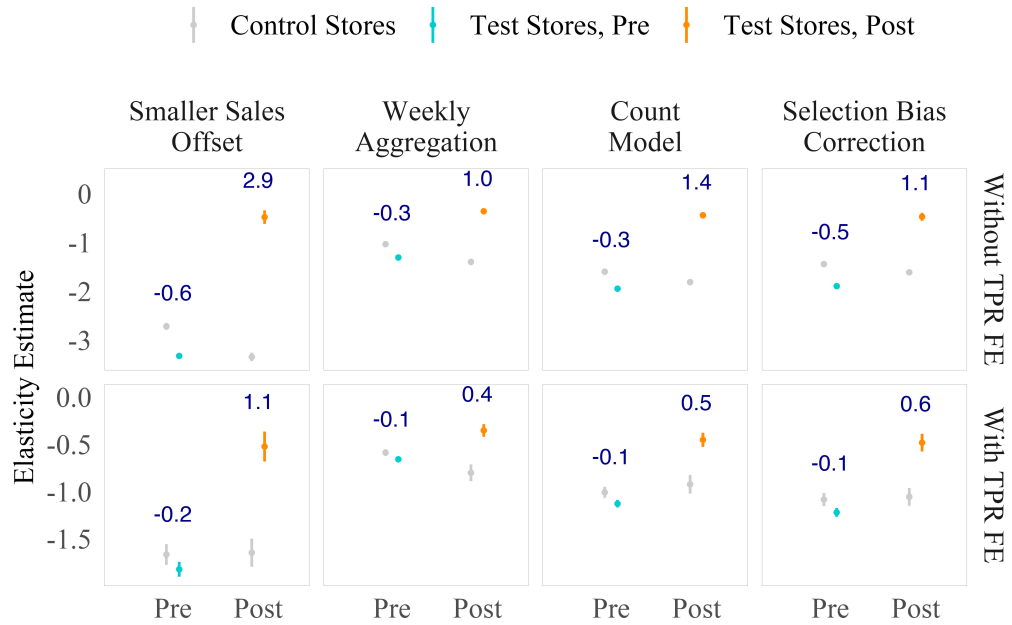 Control Stores Test Stores, Pre Test Stores, Post
Smaller Sales Offset
Weekly Aggregation
Count Model
Selection Bias Correction
Elasticity Estimate
0
-1
-2
-3
-0.6
2.9
-0.3
1.0
-0.3
1.4
-0.5
1.1
Without TPR FE
0.0
-0.5
-1.0
-1.5
-0.2
1.1
-0.1
0.4
-0.1
0.5
-0.1
0.6
With TPR FE
Pre Post Pre Post Pre Post Pre Post